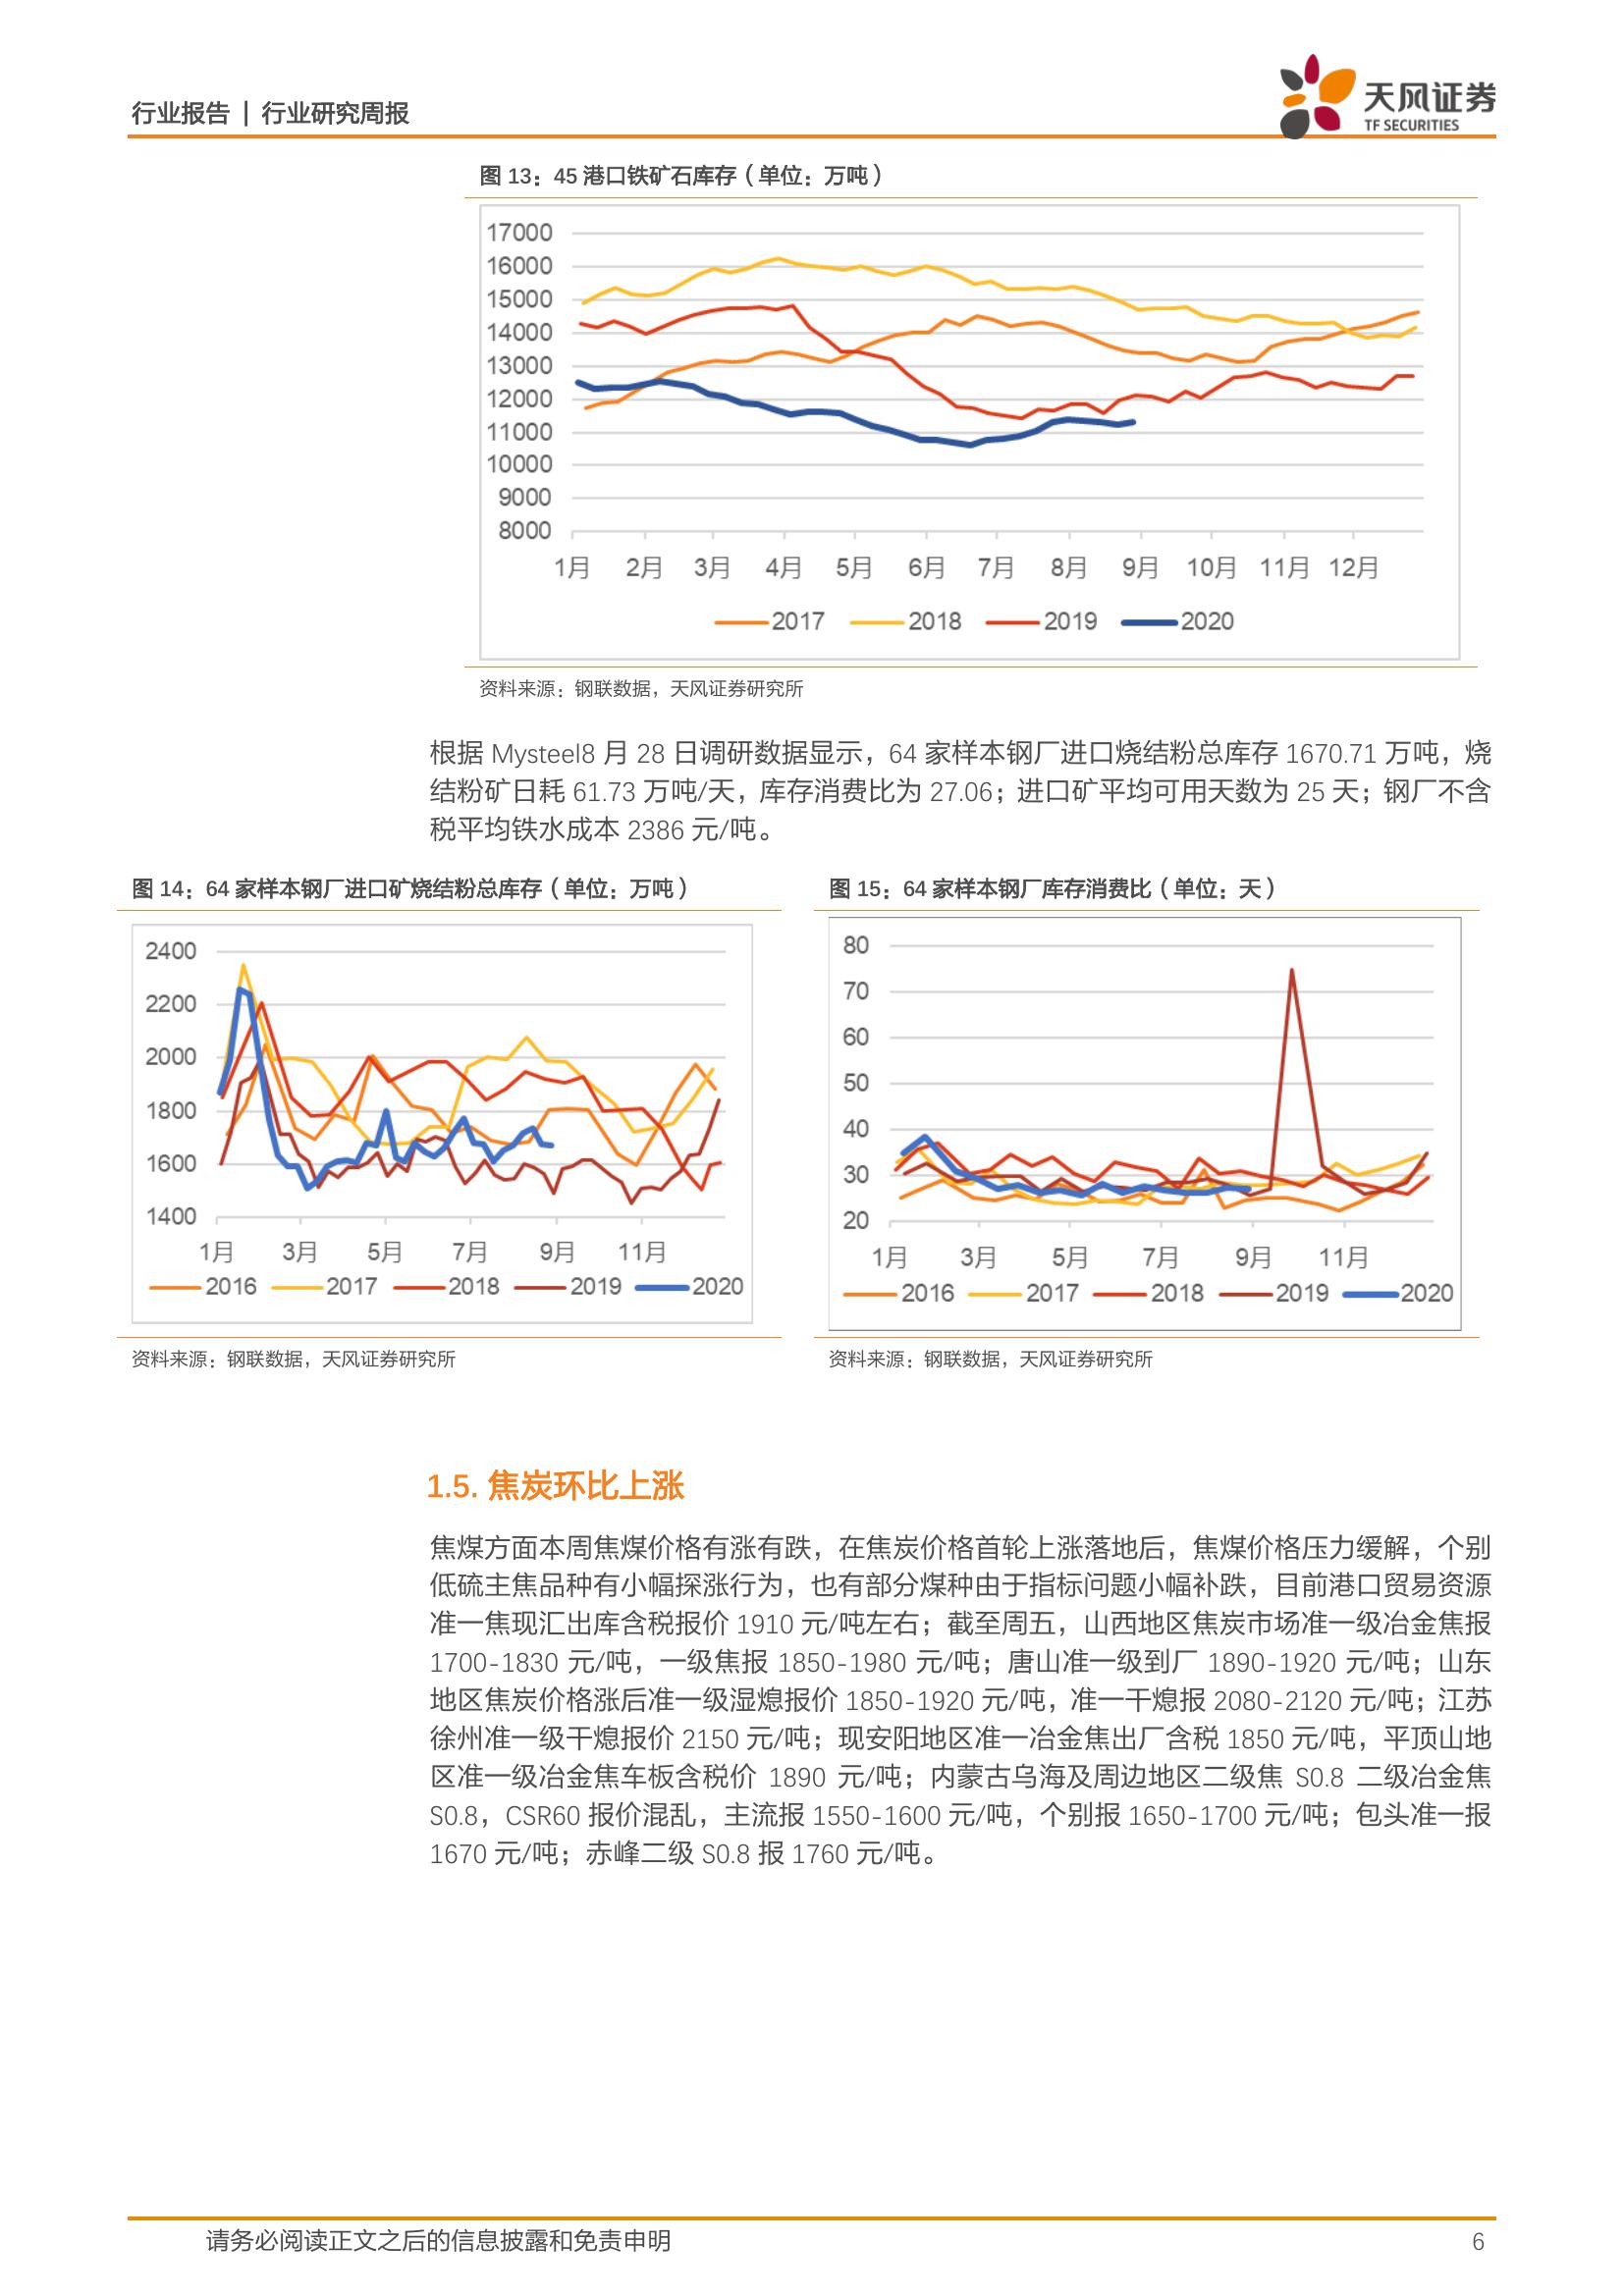 行业报告 | 行业研究周报
天风证券
TF SECURITIES
图 13：45 港口铁矿石库存（单位：万吨）
17000
16000
15000
14000
13000
12000
11000
10000
9000
8000
1月 2月 3月 4月 5月 6月 7月 8月 9月 10月 11月 12月
2017 2018 2019 2020
资料来源：钢联数据，天风证券研究所
根据 Mysteel8 月 28 日调研数据显示，64 家样本钢厂进口烧结粉总库存 1670.71 万吨，烧
结粉矿日耗 61.73 万吨/天，库存消费比为 27.06；进口矿平均可用天数为 25 天；钢厂不含
税平均铁水成本 2386 元/吨。
图 14：64 家样本钢厂进口矿烧结粉总库存（单位：万吨）
2400
2200
2000
1800
1600
1400
1月 3月 5月 7月 9月 11月
2016 2017 2018 2019 2020
资料来源：钢联数据，天风证券研究所
图 15：64 家样本钢厂库存消费比（单位：天）
80
70
60
50
40
30
20
1月 3月 5月 7月 9月 11月
2016 2017 2018 2019 2020
资料来源：钢联数据，天风证券研究所
1.5. 焦炭环比上涨
焦煤方面本周焦煤价格有涨有跌，在焦炭价格首轮上涨落地后，焦煤价格压力缓解，个别
低硫主焦品种有小幅探涨行为，也有部分煤种由于指标问题小幅补跌，目前港口贸易资源
准一焦现汇出库含税报价 1910 元/吨左右；截至周五，山西地区焦炭市场准一级冶金焦报
1700-1830 元/吨，一级焦报 1850-1980 元/吨；唐山准一级到厂 1890-1920 元/吨；山东
地区焦炭价格涨后准一级湿熄报价 1850-1920 元/吨，准一干熄报 2080-2120 元/吨；江苏
徐州准一级干熄报价 2150 元/吨；现安阳地区准一冶金焦出厂含税 1850 元/吨，平顶山地
区准一级冶金焦车板含税价 1890 元/吨；内蒙古乌海及周边地区二级焦 S0.8 二级冶金焦
S0.8，CSR60 报价混乱，主流报 1550-1600 元/吨，个别报 1650-1700 元/吨；包头准一报
1670 元/吨；赤峰二级 S0.8 报 1760 元/吨。
请务必阅读正文之后的信息披露和免责申明
6